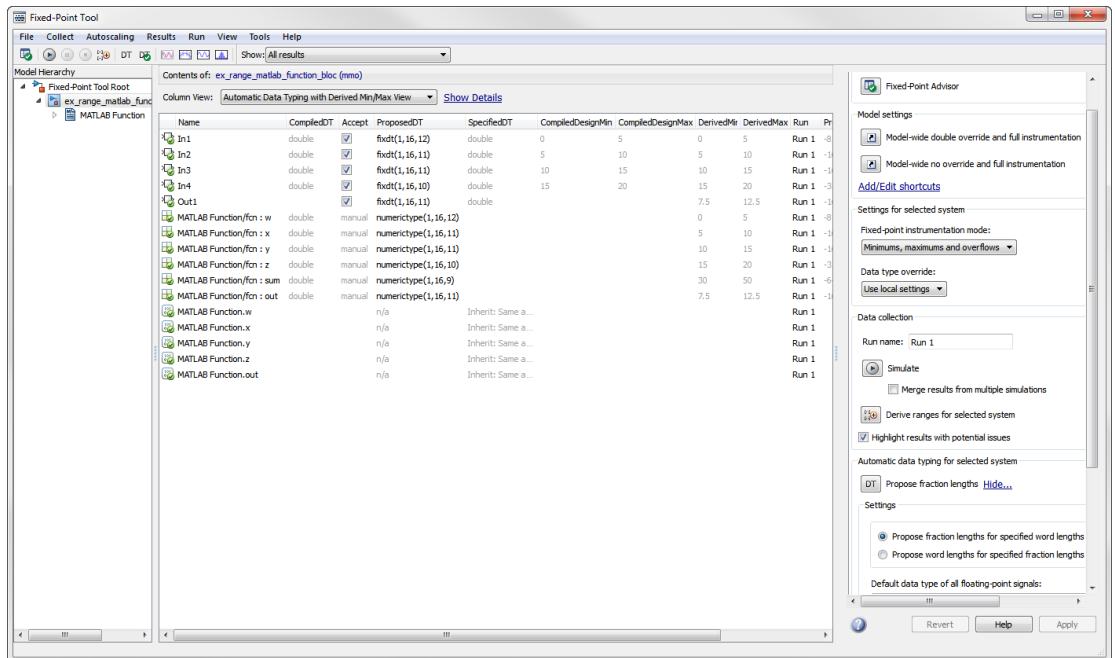 Fixed-Point Tool
File Collect Autoscaling Results Run View Tools Help
DT Show: All results
Model Hierarchy
Fixed-Point Tool Root
ex_range_matlab_func
MATLAB Function
Contents of: ex_range_matlab_function_bloc (mmo)
Column View: Automatic Data Typing with Derived Min/Max View Show Details
Name CompiledDT Accept ProposedDT SpecifiedDT CompiledDesignMin CompiledDesignMax DerivedMin DerivedMax Run Pr
In1 double fixdt(1,16,12) double 0 5 0 5 Run 1 -8
In2 double fixdt(1,16,11) double 5 10 5 10 Run 1 -1
In3 double fixdt(1,16,11) double 10 15 10 15 Run 1 -1
In4 double fixdt(1,16,10) double 15 20 15 20 Run 1 -3
Out1 fixdt(1,16,11) double 7.5 12.5 Run 1 -1
MATLAB Function/fcn : w double manual numerictype(1,16,12) 0 5 Run 1 -8
MATLAB Function/fcn : x double manual numerictype(1,16,11) 5 10 Run 1 -1
MATLAB Function/fcn : y double manual numerictype(1,16,11) 10 15 Run 1 -1
MATLAB Function/fcn : z double manual numerictype(1,16,10) 15 20 Run 1 -3
MATLAB Function/fcn : sum double manual numerictype(1,16,9) 30 50 Run 1 -6
MATLAB Function/fcn : out double manual numerictype(1,16,11) 7.5 12.5 Run 1 -1
MATLAB Function.w n/a Inherit: Same a... Run 1
MATLAB Function.x n/a Inherit: Same a... Run 1
MATLAB Function.y n/a Inherit: Same a... Run 1
MATLAB Function.z n/a Inherit: Same a... Run 1
MATLAB Function.out n/a Inherit: Same a... Run 1
Fixed-Point Advisor
Model settings
Model-wide double override and full instrumentation
Model-wide no override and full instrumentation
Add/Edit shortcuts
Settings for selected system
Fixed-point instrumentation mode:
Minimums, maximums and overflows
Data type override:
Use local settings
Data collection
Run name: Run 1
Simulate
Merge results from multiple simulations
Derive ranges for selected system
Highlight results with potential issues
Automatic data typing for selected system
DT Propose fraction lengths Hide...
Settings
Propose fraction lengths for specified word lengths
Propose word lengths for specified fraction lengths
Default data type of all floating-point signals:
Revert Help Apply